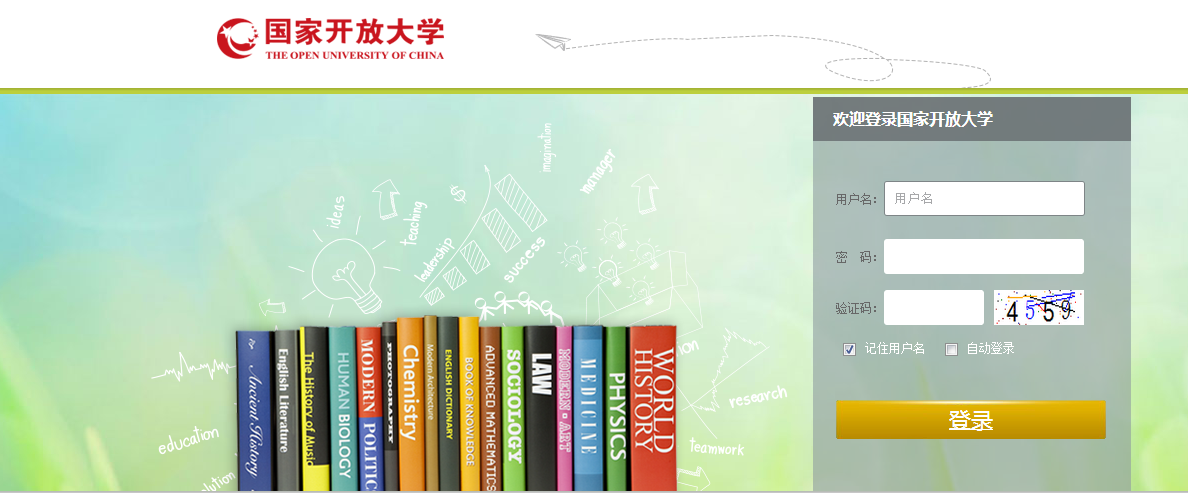 国家开放大学
THE OPEN UNIVERSITY OF CHINA
欢迎登录国家开放大学
用户名：
用户名
密 码：
验证码：
4559
记住用户名
自动登录
登录
imagination
manager
ideas
teaching
leadership
success
education
research
teamwork
Ancient History
English Literature
The History of Music
HUMAN BIOLOGY
MODERN POLITIC
PHOTOGRAPHY
Chemistry
Modern Architecture
ENGLISH DICTIONARY
BOOK OF KNOWLEDGE
ADVANCED MATHEMATICS
SOCIOLOGY
LAW
MODERN ART
MEDICINE
PHYSICS
WORLD HISTORY